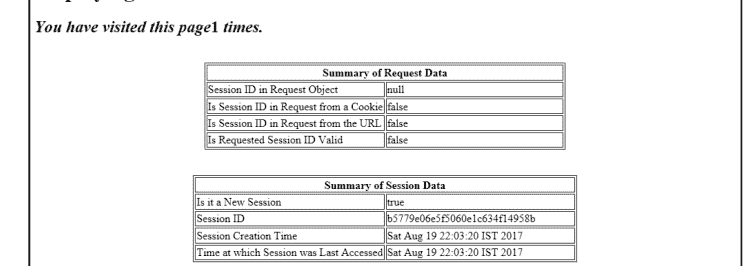 You have visited this page1 times.
Summary of Request Data
Session ID in Request Object null
Is Session ID in Request from a Cookie false
Is Session ID in Request from the URL false
Is Requested Session ID Valid false
Summary of Session Data
Is it a New Session true
Session ID b5779e06e5f5060e1c634f14958b
Session Creation Time Sat Aug 19 22:03:20 IST 2017
Time at which Session was Last Accessed Sat Aug 19 22:03:20 IST 2017